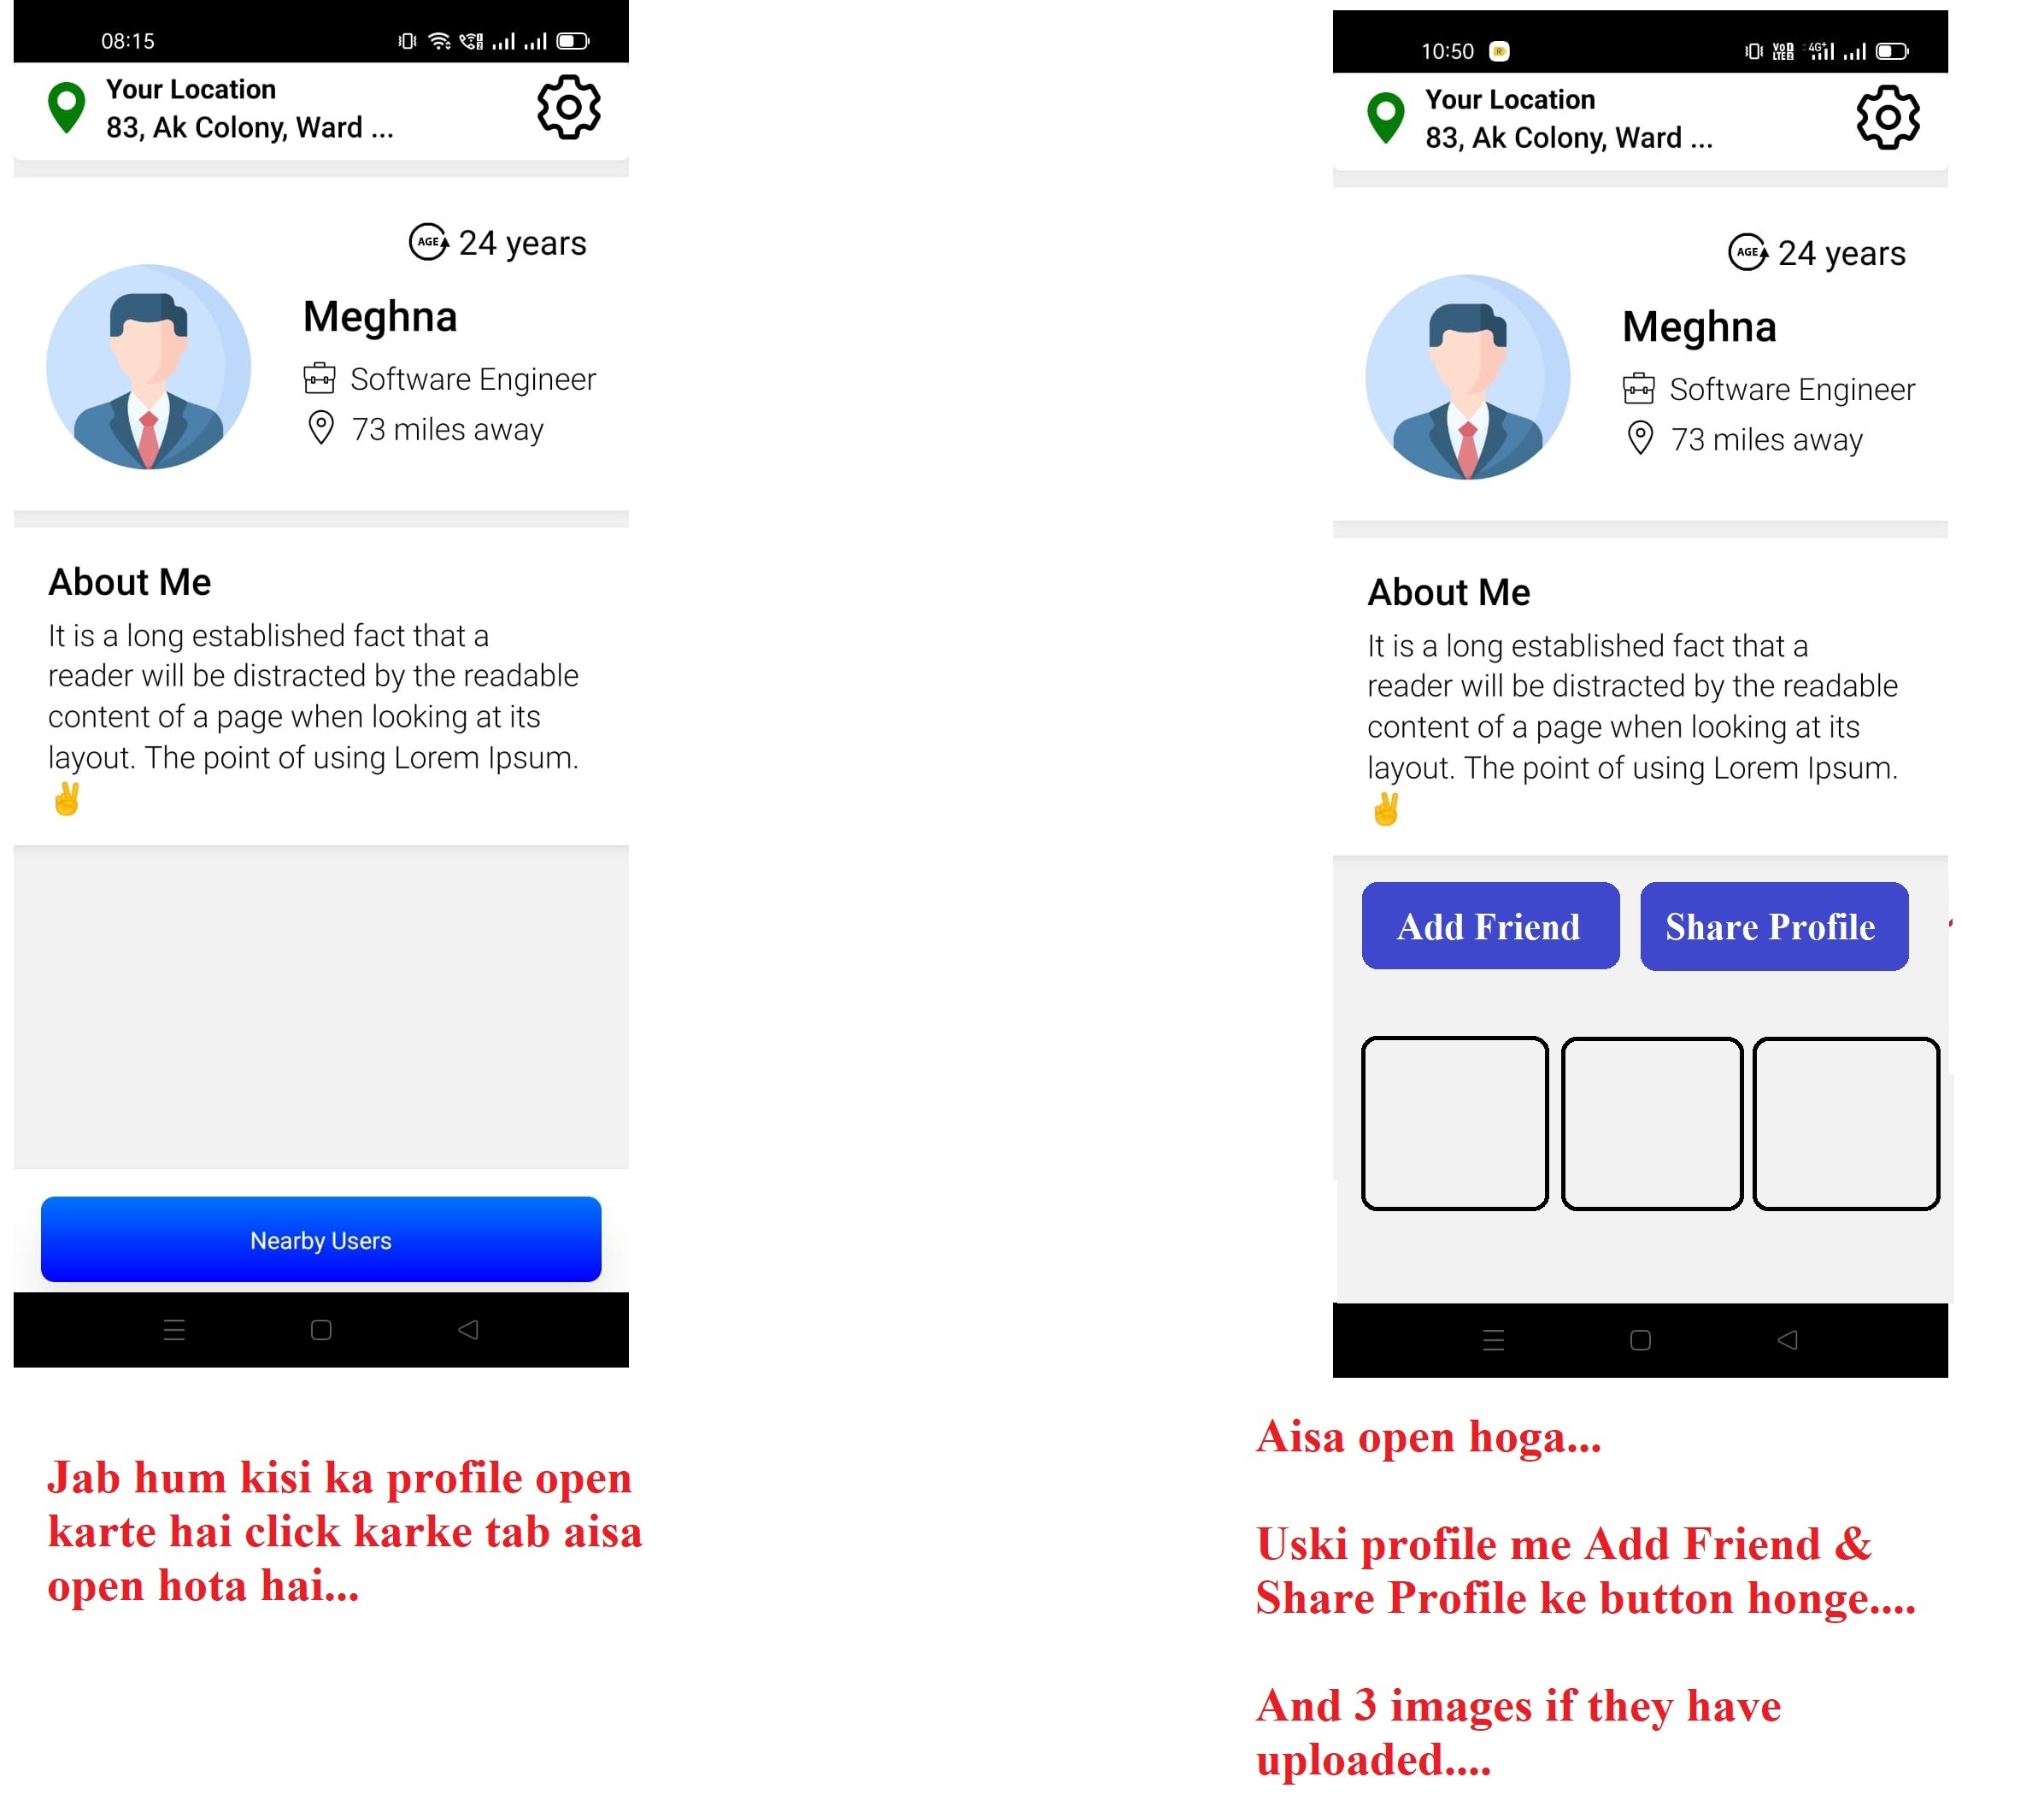 08:15
Your Location
83, Ak Colony, Ward ...
AGE 24 years
Meghna
Software Engineer
73 miles away
About Me
It is a long established fact that a
reader will be distracted by the readable
content of a page when looking at its
layout. The point of using Lorem Ipsum.
✌
Nearby Users
Jab hum kisi ka profile open
karte hai click karke tab aisa
open hota hai...
10:50
Your Location
83, Ak Colony, Ward ...
AGE 24 years
Meghna
Software Engineer
73 miles away
About Me
It is a long established fact that a
reader will be distracted by the readable
content of a page when looking at its
layout. The point of using Lorem Ipsum.
✌
Add Friend Share Profile
Aisa open hoga...
Uski profile me Add Friend &
Share Profile ke button honge....
And 3 images if they have
uploaded....